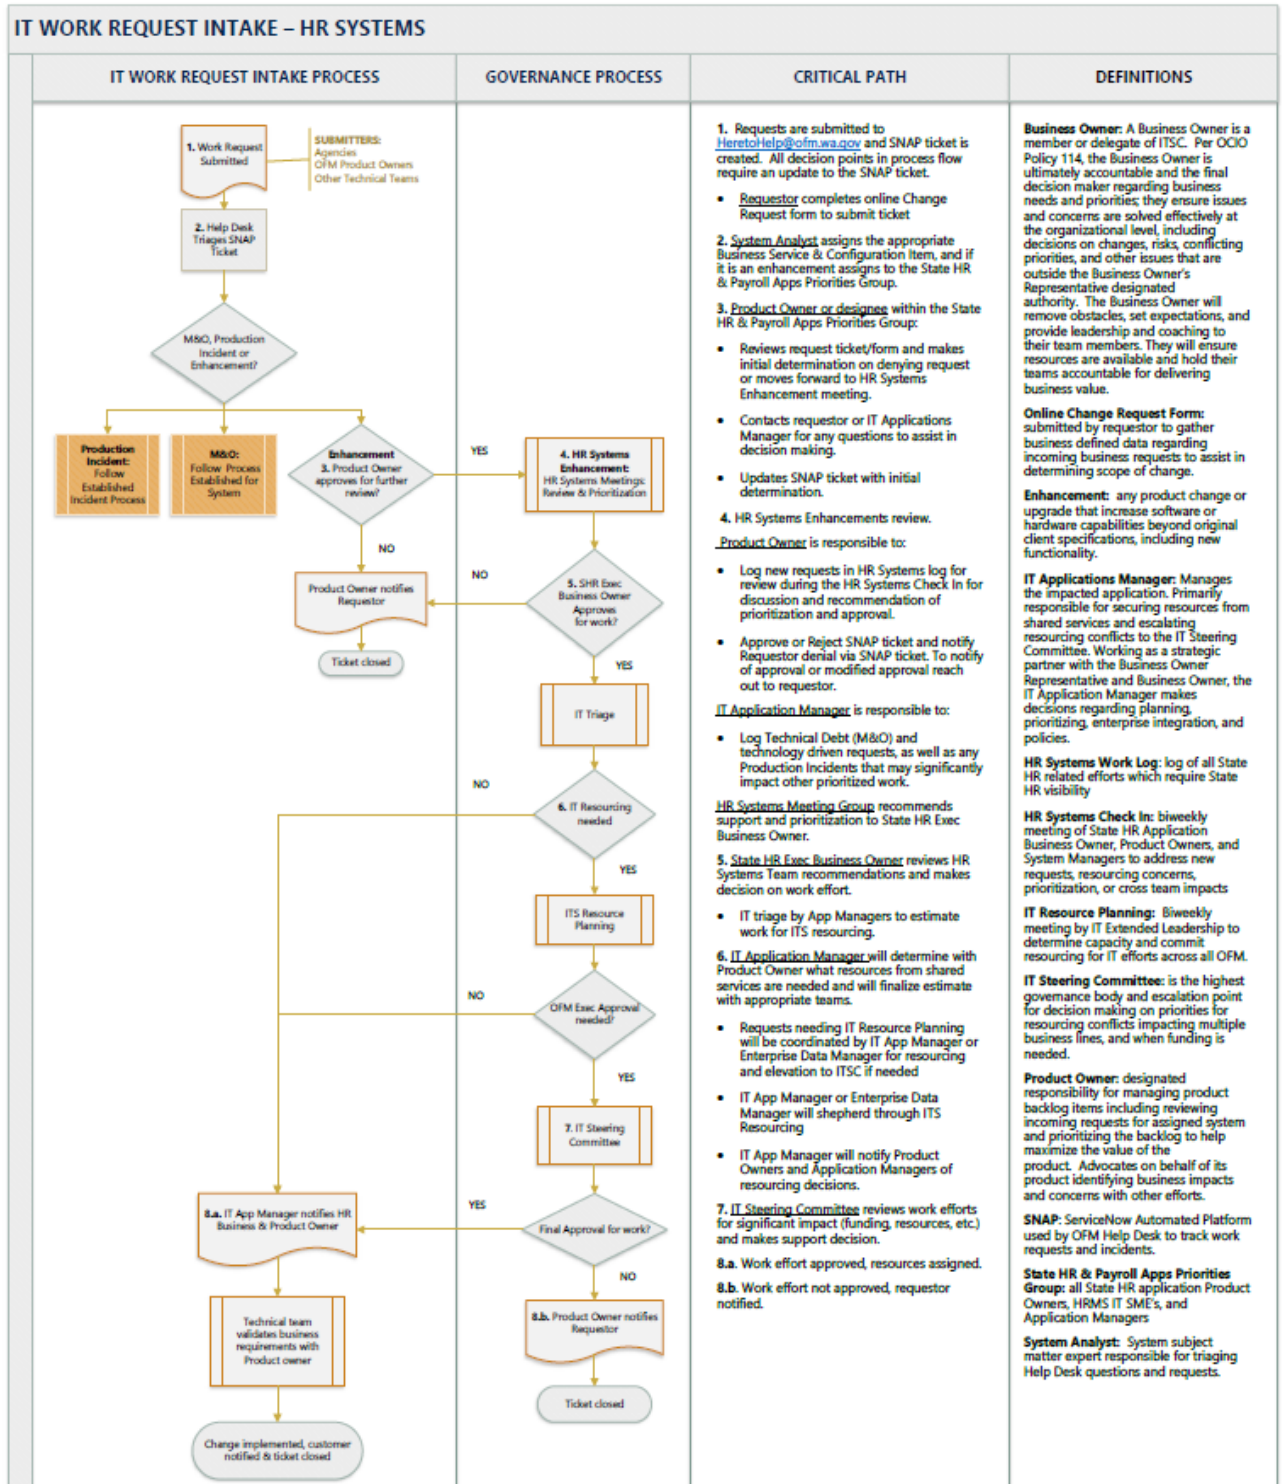 IT WORK REQUEST INTAKE – HR SYSTEMS
IT WORK REQUEST INTAKE PROCESS
GOVERNANCE PROCESS
CRITICAL PATH
DEFINITIONS
1. Work Request
Submitted
SUBMITTERS:
Agencies
OFM Product Owners
Other Technical Teams
2. Help Desk
Triages SNAP
Ticket
M&O, Production
Incident or
Enhancement?
Production
Incident:
Follow
Established
Incident Process
M&O:
Follow Process
Established for
System
Enhancement
3. Product Owner
approves for further
review?
YES
NO
Product Owner notifies
Requestor
Ticket closed
4. HR Systems
Enhancement:
HR Systems Meetings:
Review & Prioritization
NO
5. SHR Exec
Business Owner
Approves
for work?
YES
IT Triage
NO
6. IT Resourcing
needed
YES
ITS Resource
Planning
NO
OFM Exec Approval
needed?
YES
7. IT Steering
Committee
YES
Final Approval for work?
NO
8.a. IT App Manager notifies HR
Business & Product Owner
Technical team
validates business
requirements with
Product owner
Change implemented, customer
notified & ticket closed
8.b. Product Owner notifies
Requestor
Ticket closed
1. Requests are submitted to
HeretoHelp@ofm.wa.gov and SNAP ticket is
created. All decision points in process flow
require an update to the SNAP ticket.
• Requestor completes online Change
Request form to submit ticket
2. System Analyst assigns the appropriate
Business Service & Configuration Item, and if
it is an enhancement assigns to the State HR
& Payroll Apps Priorities Group.
3. Product Owner or designee within the State
HR & Payroll Apps Priorities Group:
• Reviews request ticket/form and makes
initial determination on denying request
or moves forward to HR Systems
Enhancement meeting.
• Contacts requestor or IT Applications
Manager for any questions to assist in
decision making.
• Updates SNAP ticket with initial
determination.
4. HR Systems Enhancements review.
Product Owner is responsible to:
• Log new requests in HR Systems log for
review during the HR Systems Check In for
discussion and recommendation of
prioritization and approval.
• Approve or Reject SNAP ticket and notify
Requestor denial via SNAP ticket. To notify
of approval or modified approval reach
out to requestor.
IT Application Manager is responsible to:
• Log Technical Debt (M&O) and
technology driven requests, as well as any
Production Incidents that may significantly
impact other prioritized work.
HR Systems Meeting Group recommends
support and prioritization to State HR Exec
Business Owner.
5. State HR Exec Business Owner reviews HR
Systems Team recommendations and makes
decision on work effort.
• IT triage by App Managers to estimate
work for ITS resourcing.
6. IT Application Manager will determine with
Product Owner what resources from shared
services are needed and will finalize estimate
with appropriate teams.
• Requests needing IT Resource Planning
will be coordinated by IT App Manager or
Enterprise Data Manager for resourcing
and elevation to ITSC if needed
• IT App Manager or Enterprise Data
Manager will shepherd through ITS
Resourcing
• IT App Manager will notify Product
Owners and Application Managers of
resourcing decisions.
7. IT Steering Committee reviews work efforts
for significant impact (funding, resources, etc.)
and makes support decision.
8.a. Work effort approved, resources assigned.
8.b. Work effort not approved, requestor
notified.
Business Owner: A Business Owner is a
member or delegate of ITSC. Per OCIO
Policy 114, the Business Owner is
ultimately accountable and the final
decision maker regarding business
needs and priorities; they ensure issues
and concerns are solved effectively at
the organizational level, including
decisions on changes, risks, conflicting
priorities, and other issues that are
outside the Business Owner's
Representative designated
authority. The Business Owner will
remove obstacles, set expectations, and
provide leadership and coaching to
their team members. They will ensure
resources are available and hold their
teams accountable for delivering
business value.
Online Change Request Form:
submitted by requestor to gather
business defined data regarding
incoming business requests to assist in
determining scope of change.
Enhancement: any product change or
upgrade that increase software or
hardware capabilities beyond original
client specifications, including new
functionality.
IT Applications Manager: Manages
the impacted application. Primarily
responsible for securing resources from
shared services and escalating
resourcing conflicts to the IT Steering
Committee. Working as a strategic
partner with the Business Owner
Representative and Business Owner, the
IT Application Manager makes
decisions regarding planning,
prioritizing, enterprise integration, and
policies.
HR Systems Work Log: log of all State
HR related efforts which require State
HR visibility
HR Systems Check In: biweekly
meeting of State HR Application
Business Owner, Product Owners, and
System Managers to address new
requests, resourcing concerns,
prioritization, or cross team impacts
IT Resource Planning: Biweekly
meeting by IT Extended Leadership to
determine capacity and commit
resourcing for IT efforts across all OFM.
IT Steering Committee: is the highest
governance body and escalation point
for decision making on priorities for
resourcing conflicts impacting multiple
business lines, and when funding is
needed.
Product Owner: designated
responsibility for managing product
backlog items including reviewing
incoming requests for assigned system
and prioritizing the backlog to help
maximize the value of the
product. Advocates on behalf of its
product identifying business impacts
and concerns with other efforts.
SNAP: ServiceNow Automated Platform
used by OFM Help Desk to track work
requests and incidents.
State HR & Payroll Apps Priorities
Group: all State HR application Product
Owners, HRMS IT SME's, and
Application Managers
System Analyst: System subject
matter expert responsible for triaging
Help Desk questions and requests.